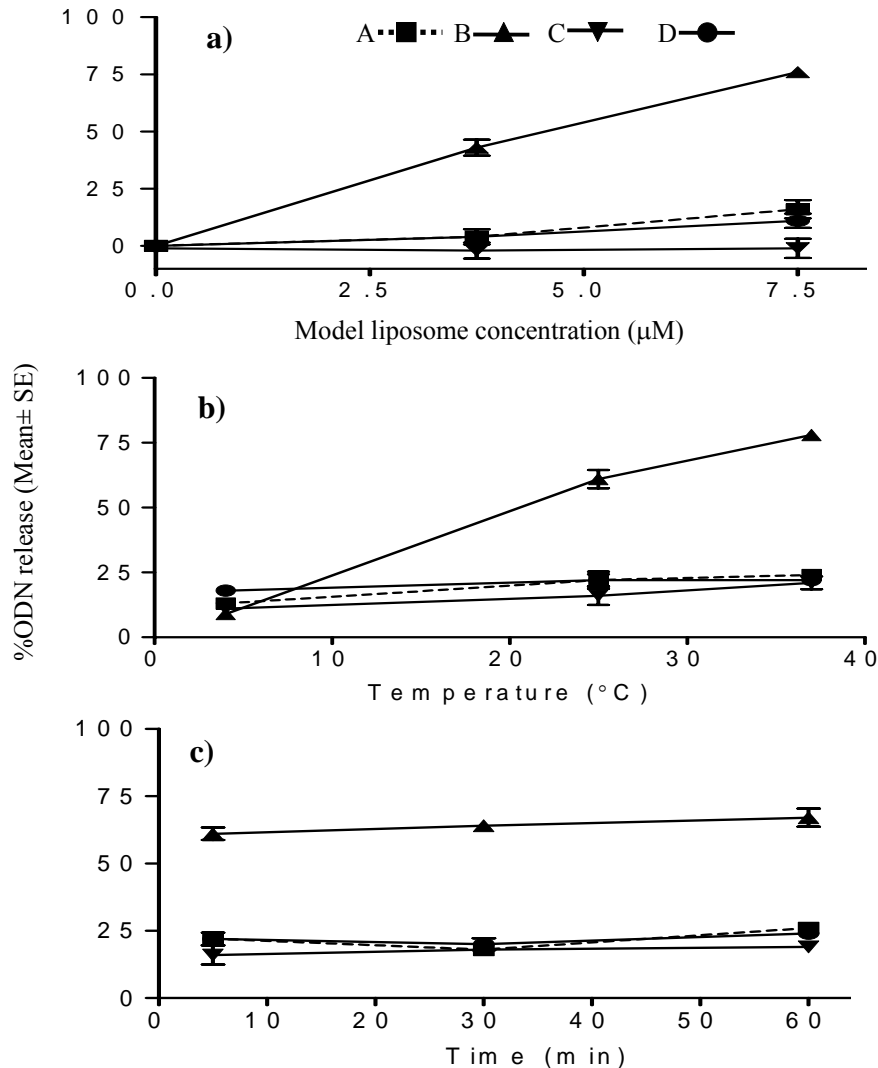 100
a)
A B C D
75
50
25
0
0.0 2.5 5.0 7.5
Model liposome concentration (µM)
%ODN release (Mean± SE)
100
b)
75
50
25
0
0 10 20 30 40
Temperature (°C)
100
c)
75
50
25
0
0 10 20 30 40 50 60
Time (min)